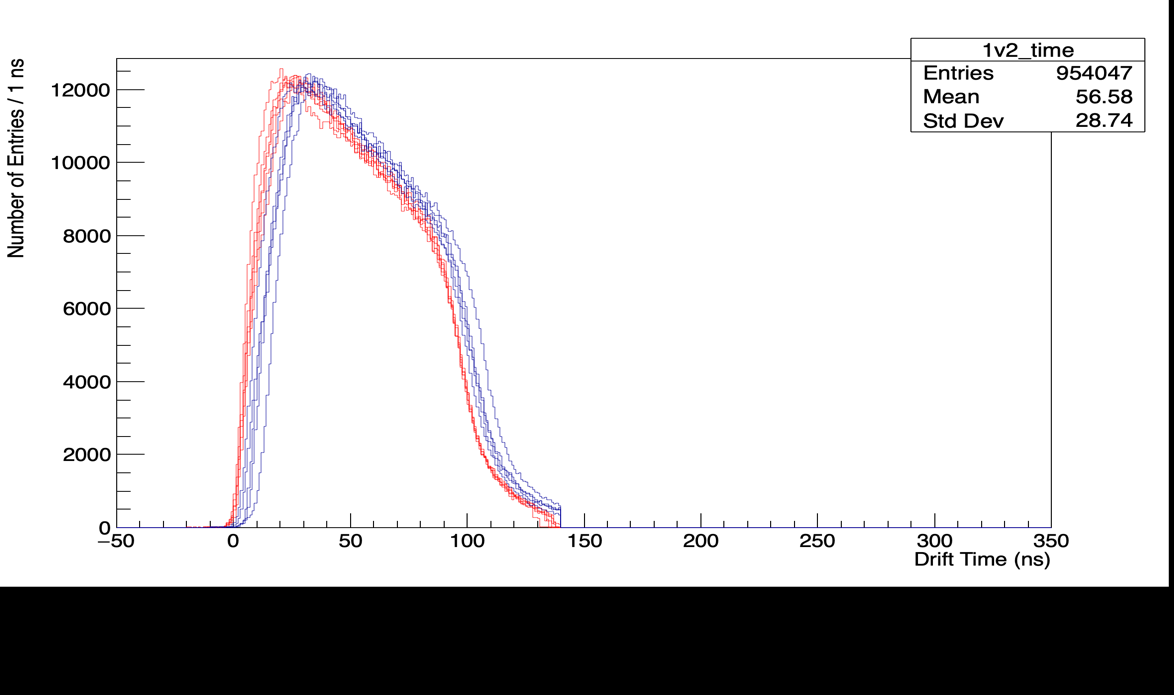 1v2_time
Entries 954047
Mean 56.58
Std Dev 28.74
Number of Entries / 1 ns
12000
10000
8000
6000
4000
2000
0
−50 0 50 100 150 200 250 300 350
Drift Time (ns)